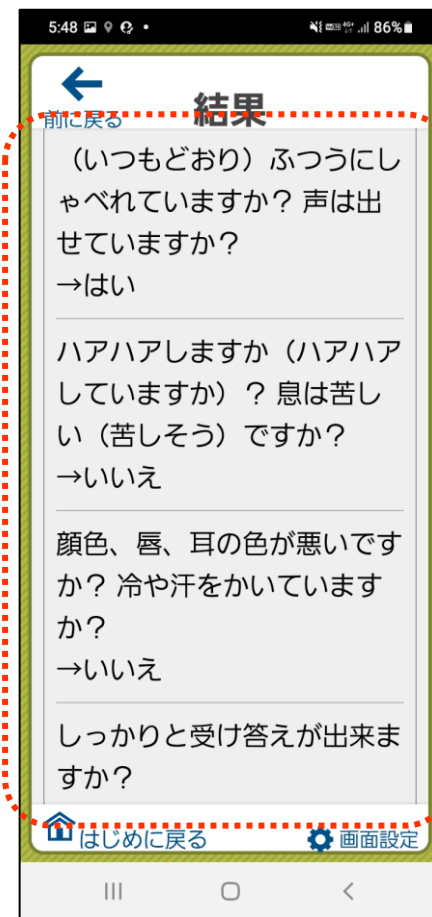 5:48
86%
前に戻る
結果
(いつもどおり)ふつうにし
ゃべれていますか? 声は出
せていますか?
→はい
ハアハアしますか(ハアハア
していますか)? 息は苦し
い(苦しそう)ですか?
→いいえ
顔色、唇、耳の色が悪いです
か? 冷や汗をかいています
か?
→いいえ
しっかりと受け答えが出来ま
すか?
はじめに戻る
画面設定